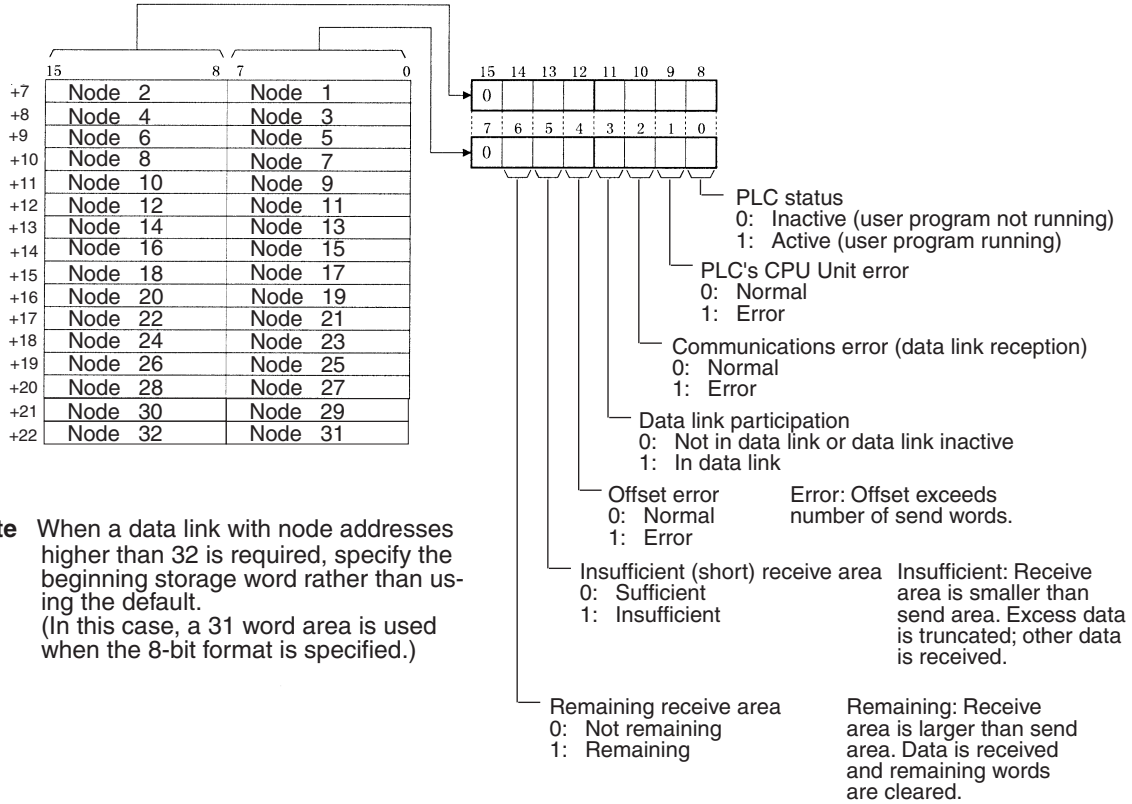 15 8 7 0
+7 Node 2 Node 1
+8 Node 4 Node 3
+9 Node 6 Node 5
+10 Node 8 Node 7
+11 Node 10 Node 9
+12 Node 12 Node 11
+13 Node 14 Node 13
+14 Node 16 Node 15
+15 Node 18 Node 17
+16 Node 20 Node 19
+17 Node 22 Node 21
+18 Node 24 Node 23
+19 Node 26 Node 25
+20 Node 28 Node 27
+21 Node 30 Node 29
+22 Node 32 Node 31
15 14 13 12 11 10 9 8
0
7 6 5 4 3 2 1 0
0
PLC status
0: Inactive (user program not running)
1: Active (user program running)
PLC's CPU Unit error
0: Normal
1: Error
Communications error (data link reception)
0: Normal
1: Error
Data link participation
0: Not in data link or data link inactive
1: In data link
Offset error
0: Normal
1: Error
Error: Offset exceeds
number of send words.
Insufficient (short) receive area
0: Sufficient
1: Insufficient
Insufficient: Receive
area is smaller than
send area. Excess data
is truncated; other data
is received.
Remaining receive area
0: Not remaining
1: Remaining
Remaining: Receive
area is larger than send
area. Data is received
and remaining words
are cleared.
te When a data link with node addresses
higher than 32 is required, specify the
beginning storage word rather than us-
ing the default.
(In this case, a 31 word area is used
when the 8-bit format is specified.)